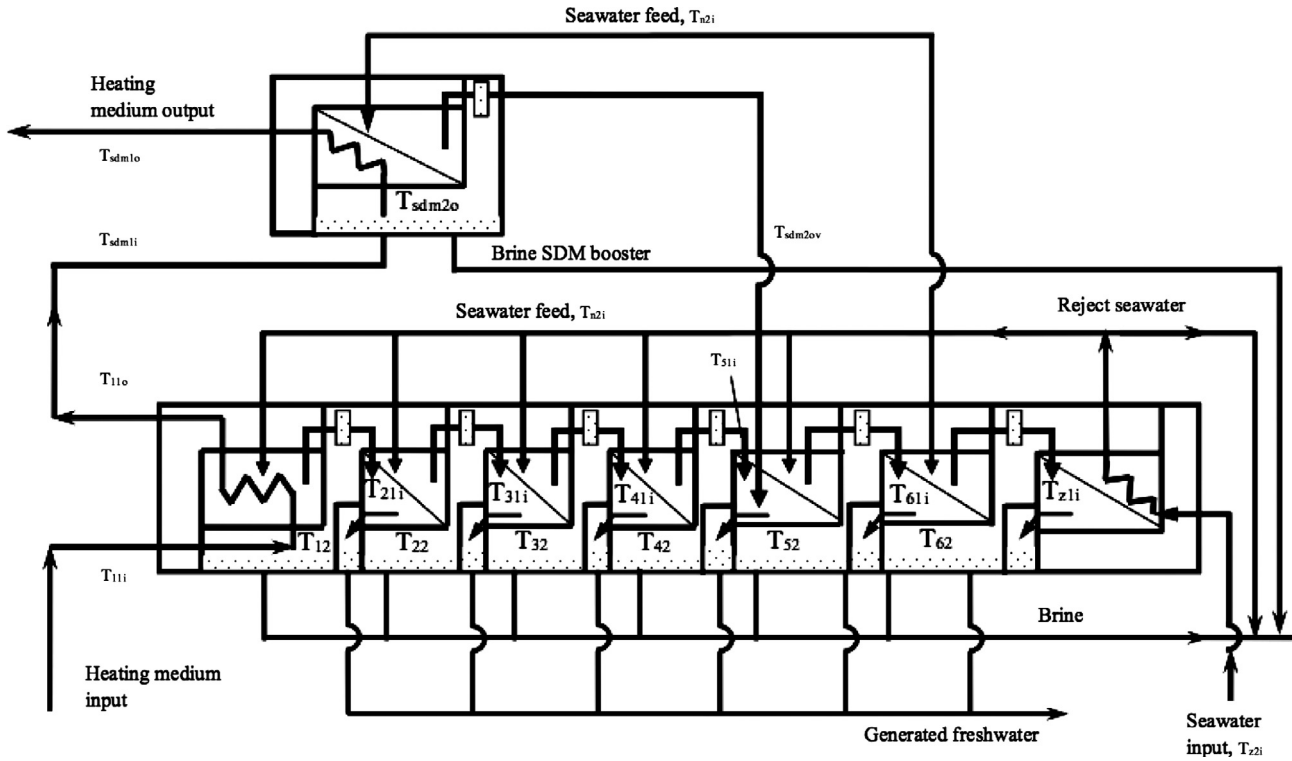 Seawater feed, Tn2i
Heating
medium output
Tsdm1o
Tsdm2o
Tsdm1i
Tsdm2ov
Brine SDM booster
Seawater feed, Tn2i
Reject seawater
T11o
T51i
T21i
T31i
T41i
T61i
Tz1i
T12
T22
T32
T42
T52
T62
T11i
Brine
Heating medium
input
Generated freshwater
Seawater
input, Tz2i